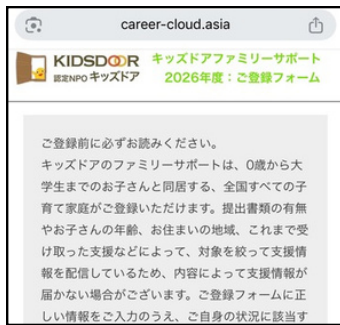 career-cloud.asia
KIDSDOOR
認定NPO キッズドア
キッズドアファミリーサポート
2026年度：ご登録フォーム
ご登録前に必ずお読みください。
キッズドアのファミリーサポートは、0歳から大
学生までのお子さんと同居する、全国すべての子
育て家庭がご登録いただけます。提出書類の有無
やお子さんの年齢、お住まいの地域、これまで受
け取った支援などによって、対象を絞って支援情
報を配信しているため、内容によって支援情報が
届かない場合がございます。ご登録フォームに正
しい情報をご入力のうえ、ご自身の状況に該当す